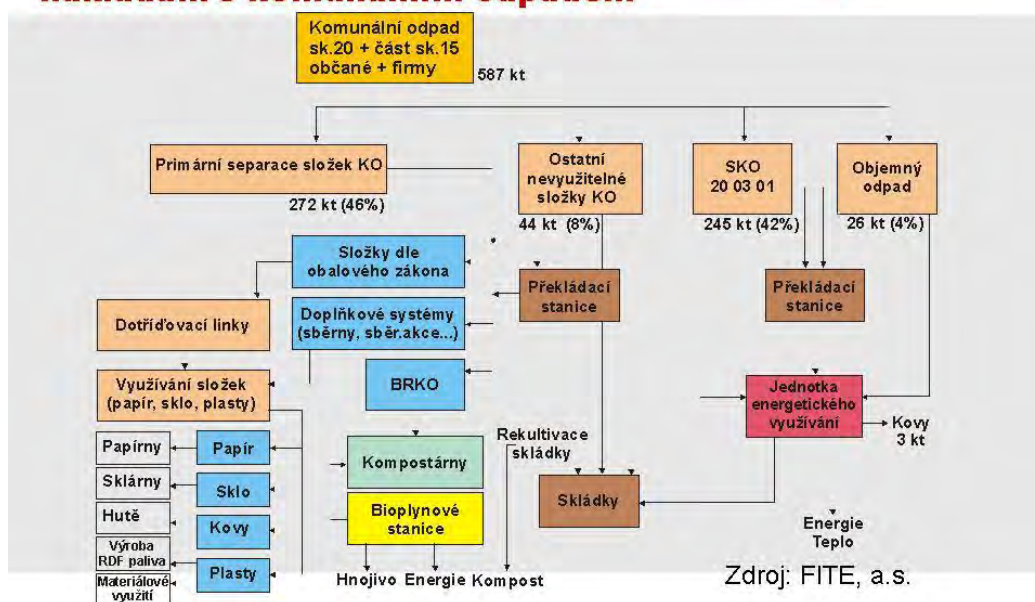 Komunální odpad
sk.20 + část sk.15
občané + firmy
587 kt
Primární separace složek KO
272 kt (46%)
Ostatní
nevyužitelné
složky KO
44 kt (8%)
SKO
20 03 01
245 kt (42%)
Objemný
odpad
26 kt (4%)
Složky dle
obalového zákona
Překládací
stanice
Překládací
stanice
Dotříďovací linky
Doplňkové systémy
(sběrny, sběr.akce...)
Využívání složek
(papír, sklo, plasty)
BRKO
Jednotka
energetického
využívání
Kovy
3 kt
Papírny
Papír
Kompostárny
Rekultivace
skládky
Sklárny
Sklo
Skládky
Hutě
Kovy
Bioplynové
stanice
Energie
Teplo
Výroba
RDF paliva
Plasty
Materiálové
využití
Hnojivo Energie Kompost
Zdroj: FITE, a.s.